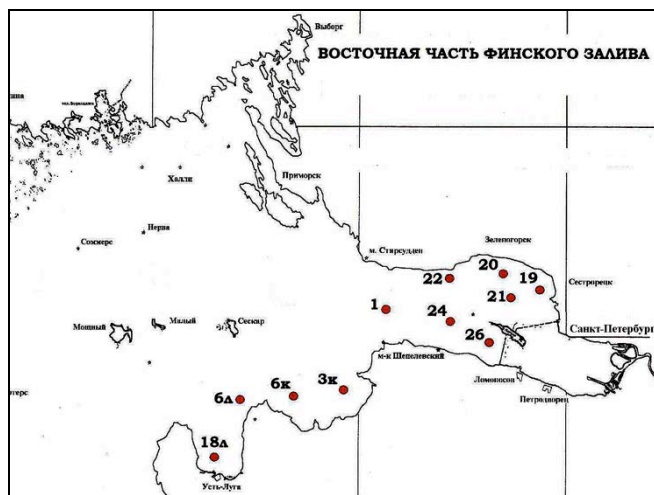 Выборг
ВОСТОЧНАЯ ЧАСТЬ ФИНСКОГО ЗАЛИВА
Халли
Приморск
Нерва
Соммерс
м. Стирсудден
Зеленогорск
22
20
19
Сестрорецк
21
1
24
Мощный
Малый
Сескар
Санкт-Петербург
26
м-к Шепелевский
Ломоносов
Петродворец
6л
6к
3к
18л
Усть-Луга